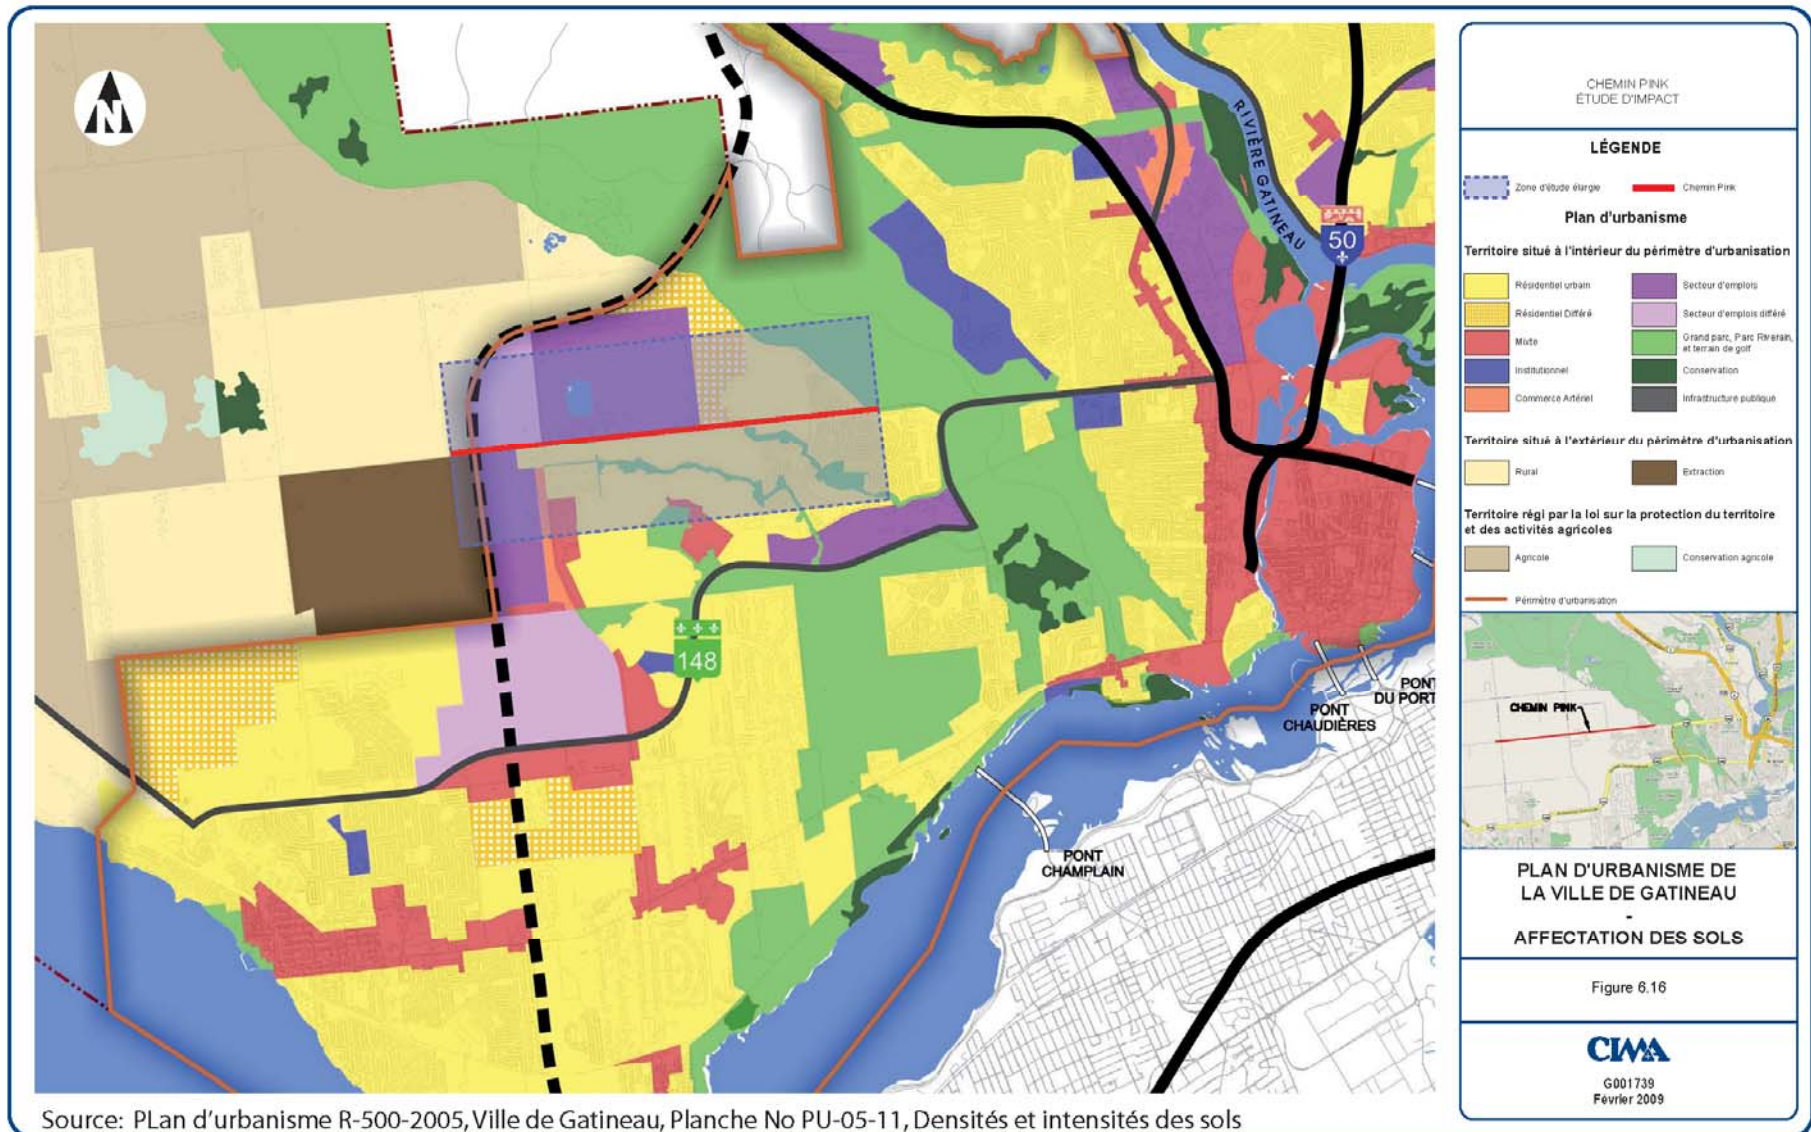 N
RIVIÈRE GATINEAU
50
148
PONT
CHAMPLAIN
PONT
CHAUDIÈRES
PONT
DU PORT
CHEMIN PINK
ÉTUDE D'IMPACT
LÉGENDE
Zone d'étude élargie
Chemin Pink
Plan d'urbanisme
Territoire situé à l'intérieur du périmètre d'urbanisation
Résidentiel urbain
Secteur d'emplois
Résidentiel Différé
Secteur d'emplois différé
Mixte
Grand parc, Parc Riverain,
et terrain de golf
Institutionnel
Conservation
Commerce Artériel
Infrastructure publique
Territoire situé à l'extérieur du périmètre d'urbanisation
Rural
Extraction
Territoire régi par la loi sur la protection du territoire
et des activités agricoles
Agricole
Conservation agricole
Périmètre d'urbanisation
CHEMIN PINK
PLAN D'URBANISME DE
LA VILLE DE GATINEAU
-
AFFECTATION DES SOLS
Figure 6.16
CIMA
G001739
Février 2009
Source: PLan d'urbanisme R-500-2005, Ville de Gatineau, Planche No PU-05-11, Densités et intensités des sols